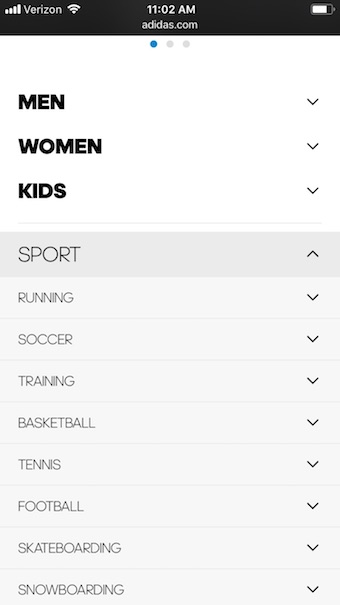 Verizon 11:02 AM
adidas.com
MEN
WOMEN
KIDS
SPORT
RUNNING
SOCCER
TRAINING
BASKETBALL
TENNIS
FOOTBALL
SKATEBOARDING
SNOWBOARDING